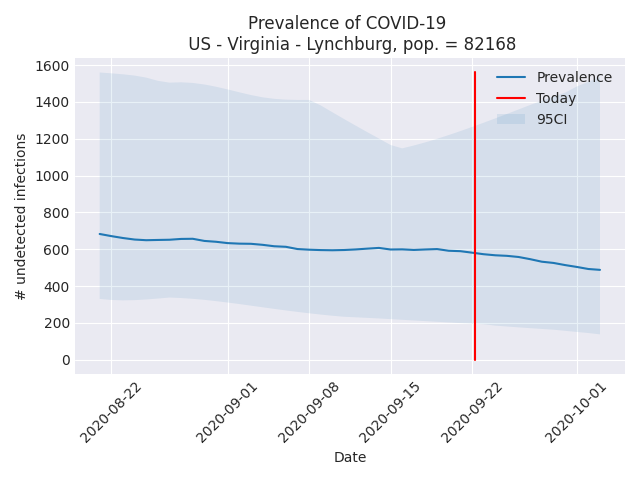 Prevalence of COVID-19
US - Virginia - Lynchburg, pop. = 82168
1600
1400
1200
1000
800
600
400
200
0
# undetected infections
Prevalence
Today
95CI
2020-08-22
2020-09-01
2020-09-08
2020-09-15
2020-09-22
2020-10-01
Date